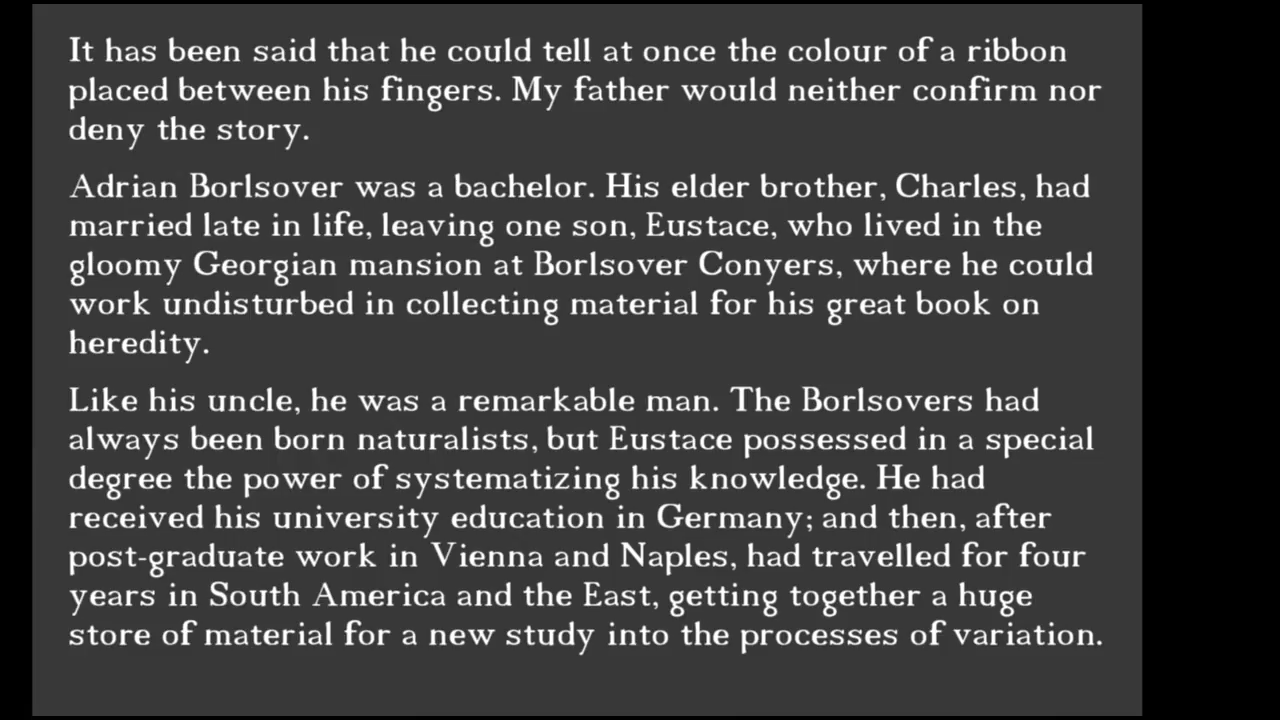 It has been said that he could tell at once the colour of a ribbon
placed between his fingers. My father would neither confirm nor
deny the story.
Adrian Borlsover was a bachelor. His elder brother, Charles, had
married late in life, leaving one son, Eustace, who lived in the
gloomy Georgian mansion at Borlsover Conyers, where he could
work undisturbed in collecting material for his great book on
heredity.
Like his uncle, he was a remarkable man. The Borlsovers had
always been born naturalists, but Eustace possessed in a special
degree the power of systematizing his knowledge. He had
received his university education in Germany; and then, after
post-graduate work in Vienna and Naples, had travelled for four
years in South America and the East, getting together a huge
store of material for a new study into the processes of variation.